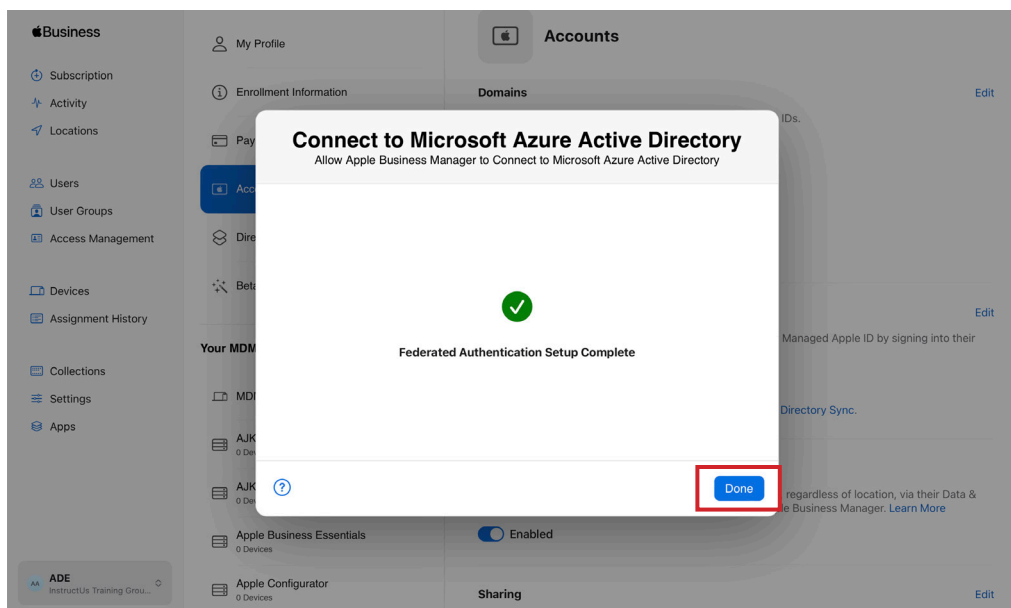 Business
Subscription
Activity
Locations
Users
User Groups
Access Management
Devices
Assignment History
Collections
Settings
Apps
AA
ADE
InstructUs Training Grou...
My Profile
Enrollment Information
Pay
Acc
Dire
Beta
Your MDM
MDM
AJK
0 Dev
AJK
0 Dev
Apple Business Essentials
0 Devices
Apple Configurator
0 Devices
Accounts
Domains
Edit
IDs.
Edit
Managed Apple ID by signing into their
Directory Sync.
regardless of location, via their Data &
le Business Manager. Learn More
Enabled
Sharing
Edit
Connect to Microsoft Azure Active Directory
Allow Apple Business Manager to Connect to Microsoft Azure Active Directory
Federated Authentication Setup Complete
?
Done